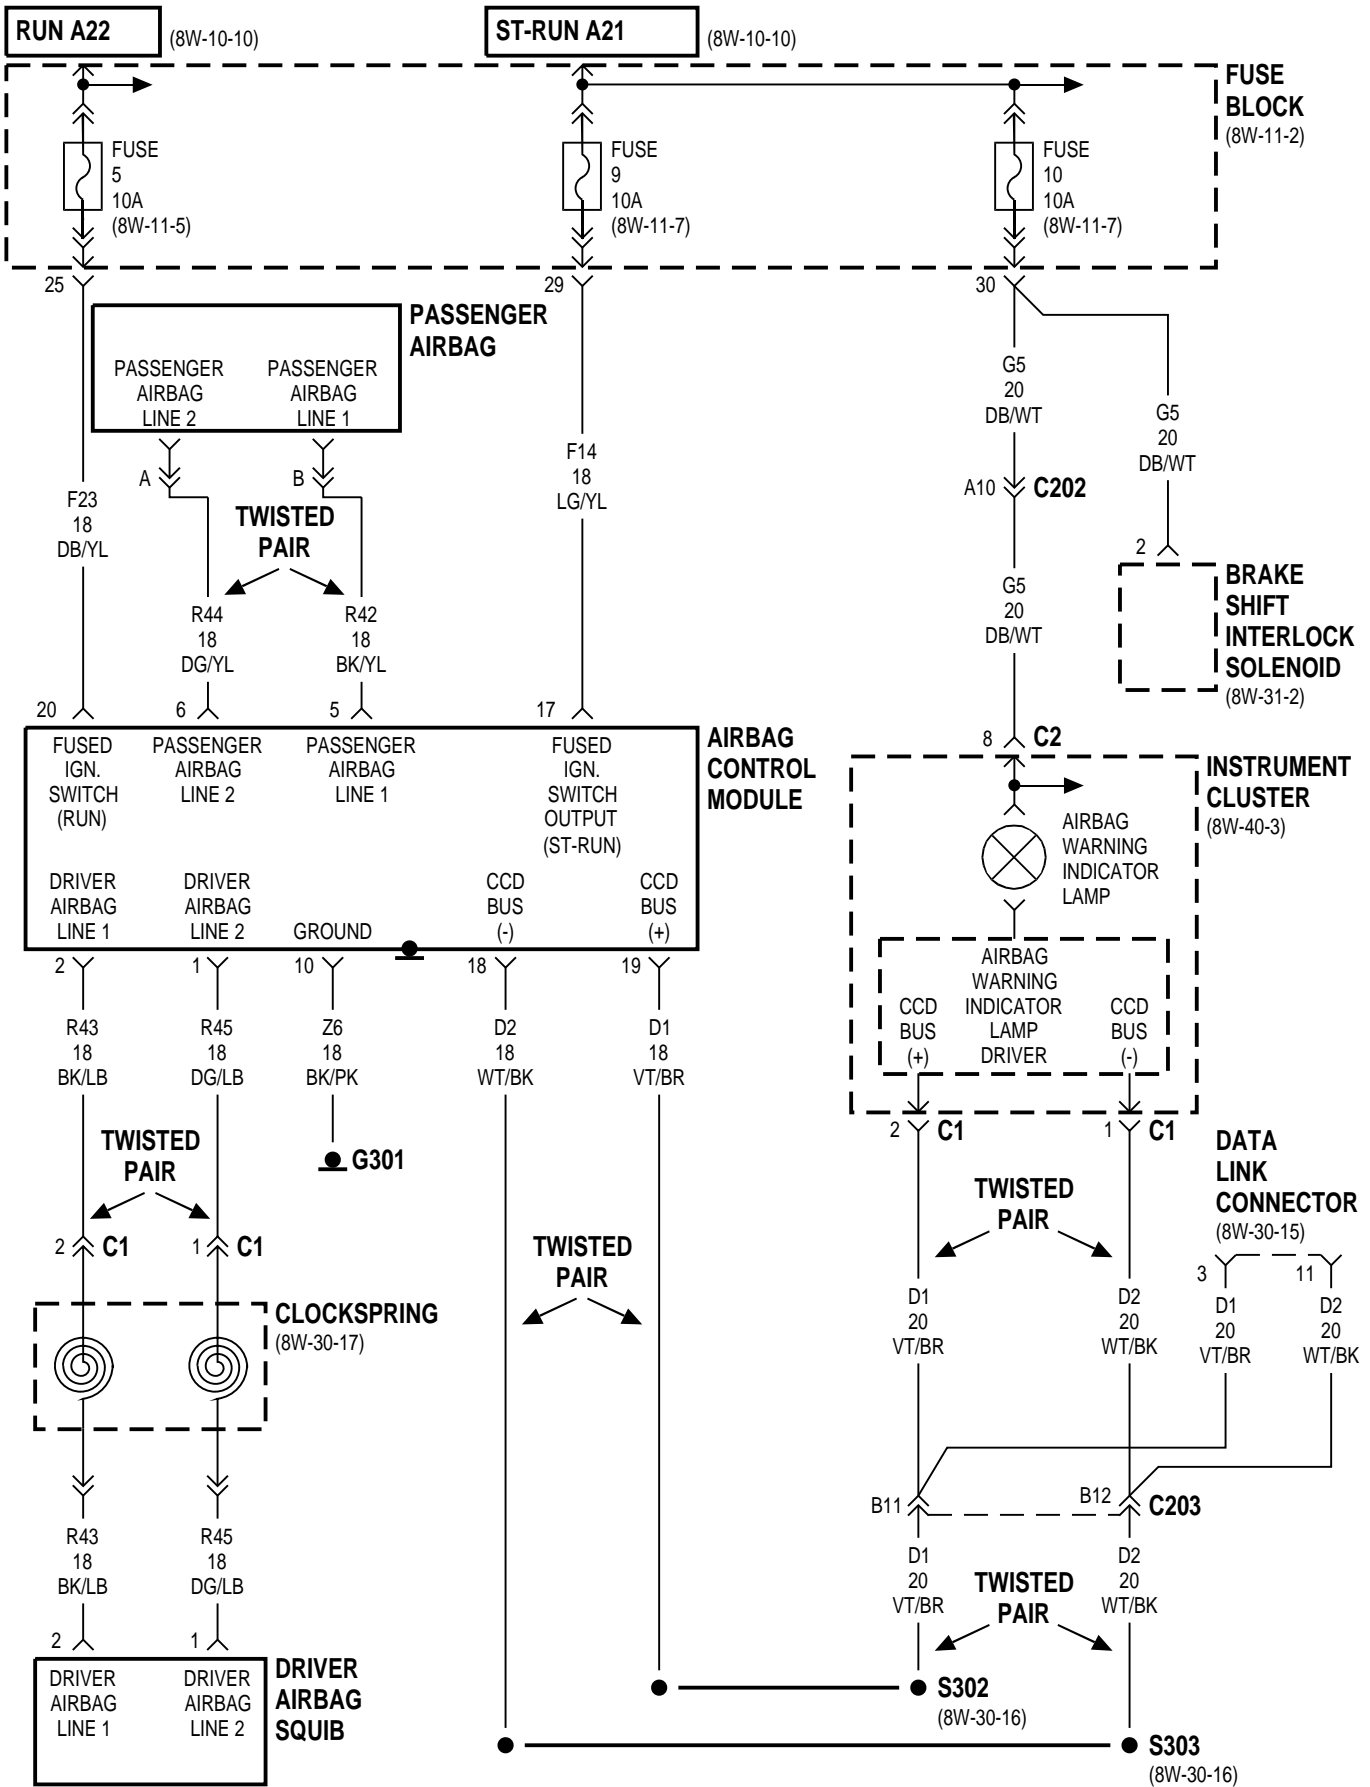 RUN A22
(8W-10-10)
ST-RUN A21
(8W-10-10)
FUSE
BLOCK
(8W-11-2)
FUSE
5
10A
(8W-11-5)
FUSE
9
10A
(8W-11-7)
FUSE
10
10A
(8W-11-7)
25
29
30
PASSENGER
AIRBAG
PASSENGER
AIRBAG
LINE 2
PASSENGER
AIRBAG
LINE 1
A
B
F23
18
DB/YL
TWISTED
PAIR
R44
18
DG/YL
R42
18
BK/YL
F14
18
LG/YL
G5
20
DB/WT
A10
C202
G5
20
DB/WT
G5
20
DB/WT
2
BRAKE
SHIFT
INTERLOCK
SOLENOID
(8W-31-2)
20
6
5
17
AIRBAG
CONTROL
MODULE
FUSED
IGN.
SWITCH
(RUN)
PASSENGER
AIRBAG
LINE 2
PASSENGER
AIRBAG
LINE 1
FUSED
IGN.
SWITCH
OUTPUT
(ST-RUN)
DRIVER
AIRBAG
LINE 1
DRIVER
AIRBAG
LINE 2
GROUND
CCD
BUS
(-)
CCD
BUS
(+)
8
C2
INSTRUMENT
CLUSTER
(8W-40-3)
AIRBAG
WARNING
INDICATOR
LAMP
AIRBAG
WARNING
INDICATOR
LAMP
DRIVER
CCD
BUS
(+)
CCD
BUS
(-)
2
1
10
18
19
R43
18
BK/LB
R45
18
DG/LB
Z6
18
BK/PK
G301
D2
18
WT/BK
D1
18
VT/BR
2
C1
1
C1
DATA
LINK
CONNECTOR
(8W-30-15)
TWISTED
PAIR
2
C1
1
C1
TWISTED
PAIR
TWISTED
PAIR
3
11
D1
20
VT/BR
D2
20
WT/BK
D1
20
VT/BR
D2
20
WT/BK
CLOCKSPRING
(8W-30-17)
B11
B12
C203
R43
18
BK/LB
R45
18
DG/LB
D1
20
VT/BR
TWISTED
PAIR
D2
20
WT/BK
2
1
DRIVER
AIRBAG
LINE 1
DRIVER
AIRBAG
LINE 2
DRIVER
AIRBAG
SQUIB
S302
(8W-30-16)
S303
(8W-30-16)